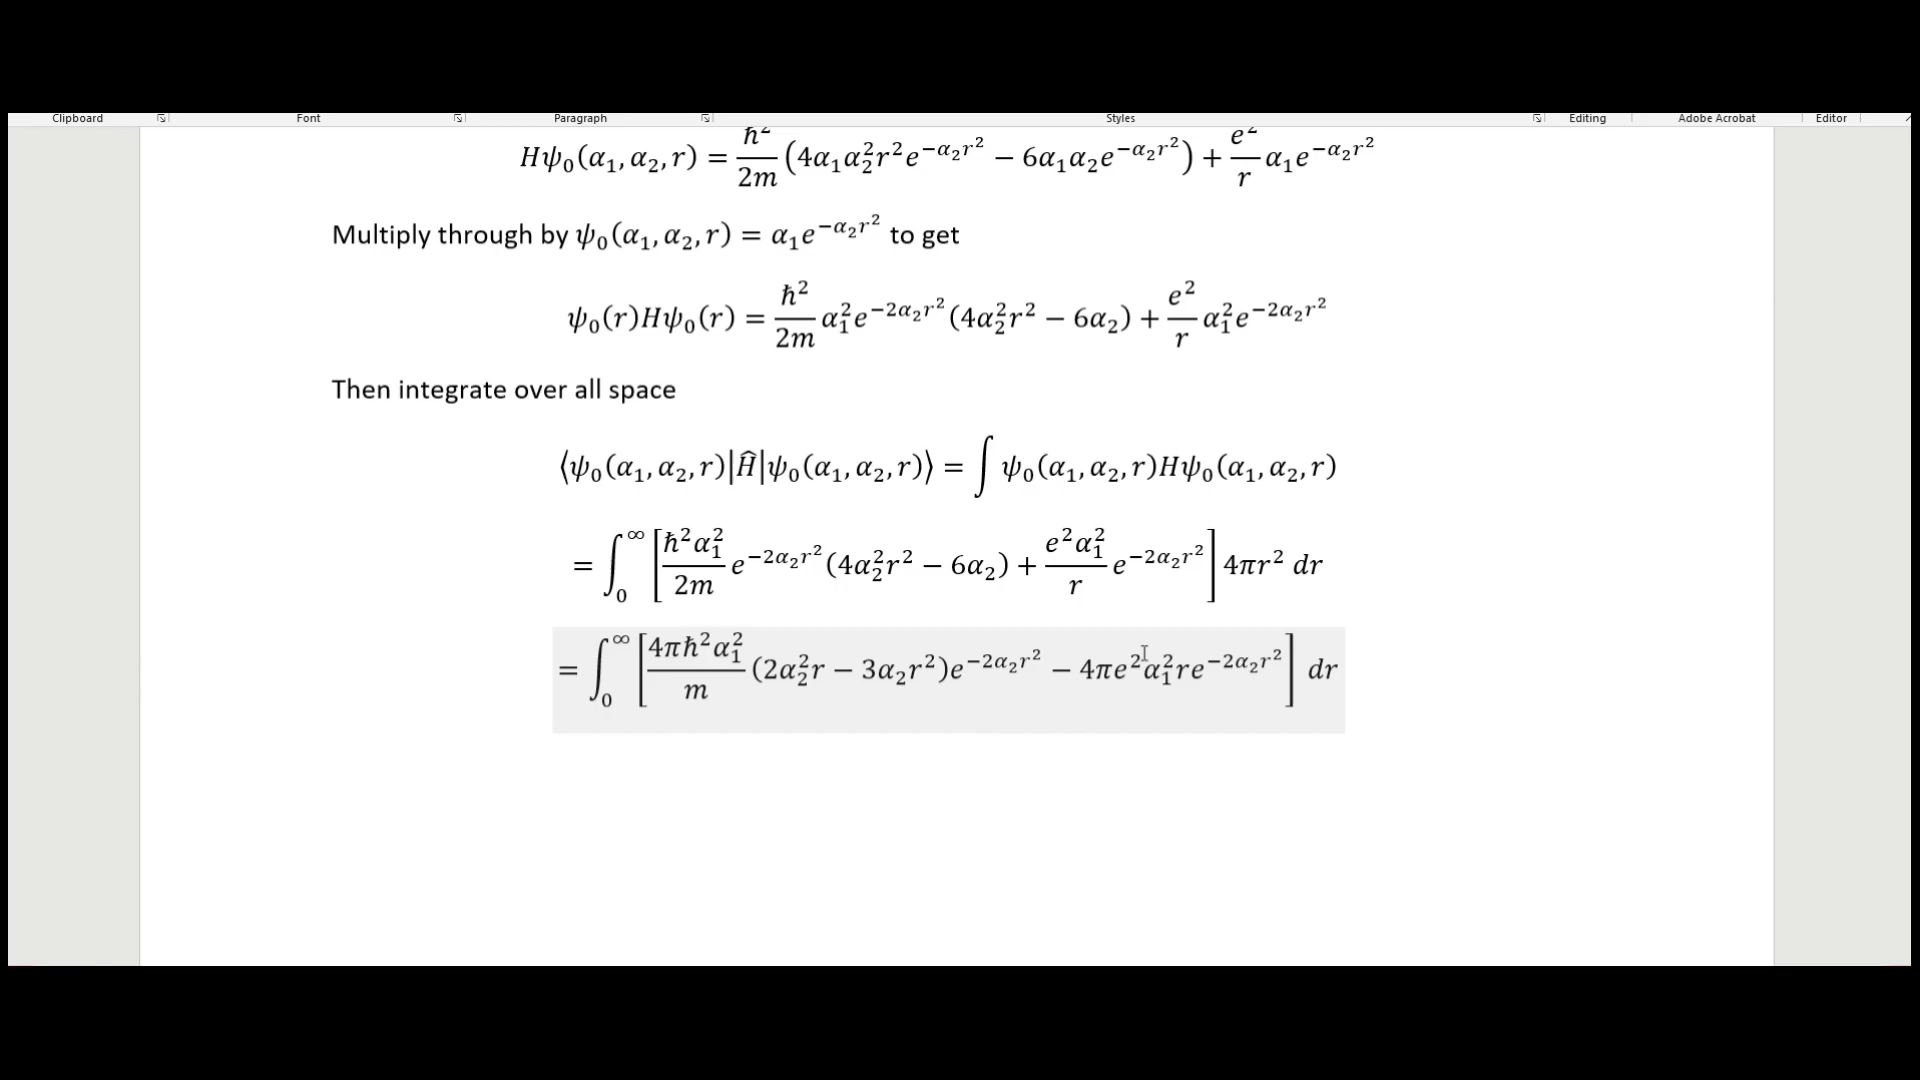 Clipboard Font Paragraph Styles Editing Adobe Acrobat Editor
Hψ₀(α₁, α₂, r) = ħ²/2m (4α₁α₂²r²e^(−α₂r²) − 6α₁α₂e^(−α₂r²)) + e²/r α₁e^(−α₂r²)
Multiply through by ψ₀(α₁, α₂, r) = α₁e^(−α₂r²) to get
ψ₀(r)Hψ₀(r) = ħ²/2m α₁²e^(−2α₂r²)(4α₂²r² − 6α₂) + e²/r α₁²e^(−2α₂r²)
Then integrate over all space
⟨ψ₀(α₁, α₂, r)|Ĥ|ψ₀(α₁, α₂, r)⟩ = ∫ ψ₀(α₁, α₂, r)Hψ₀(α₁, α₂, r)
= ∫₀^∞ [ħ²α₁²/2m e^(−2α₂r²)(4α₂²r² − 6α₂) + e²α₁²/r e^(−2α₂r²)] 4πr² dr
= ∫₀^∞ [4πħ²α₁²/m (2α₂²r − 3α₂r²)e^(−2α₂r²) − 4πe²α₁²re^(−2α₂r²)] dr